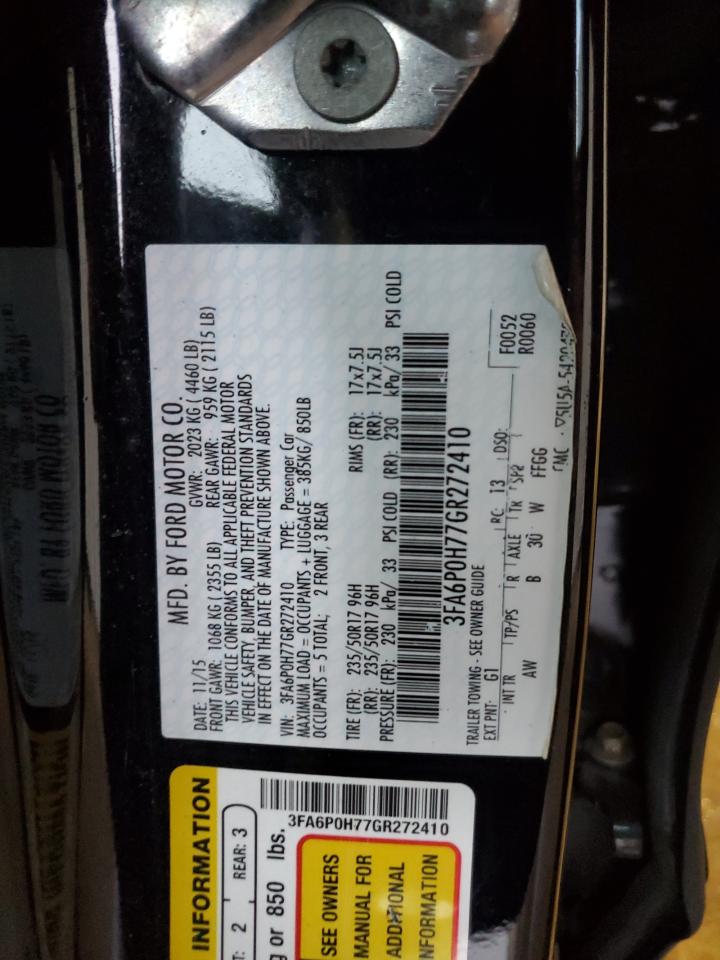 MFD. BY FORD MOTOR CO.
DATE: 11/15 GVWR: 2023 KG ( 4460 LB)
FRONT GAWR: 1068 KG ( 2355 LB) REAR GAWR: 959 KG ( 2115 LB)
THIS VEHICLE CONFORMS TO ALL APPLICABLE FEDERAL MOTOR
VEHICLE SAFETY, BUMPER, AND THEFT PREVENTION STANDARDS
IN EFFECT ON THE DATE OF MANUFACTURE SHOWN ABOVE.
VIN: 3FA6P0H77GR272410 TYPE: Passenger Car
MAXIMUM LOAD = OCCUPANTS + LUGGAGE = 385KG/ 850LB
OCCUPANTS = 5 TOTAL: 2 FRONT, 3 REAR
TIRE (FR): 235/50R17 96H RIMS (FR): 17x7.5J
(RR): 235/50R17 96H (RR): 17x7.5J
PRESSURE (FR): 230 kPa/ 33 PSI COLD (RR): 230 kPa/ 33 PSI COLD
3FA6P0H77GR272410
TRAILER TOWING - SEE OWNER GUIDE
EXT PNT: G1 RC: 13 DSO: F0052
R0060
INT TR TP/PS R AXLE TR SPR
AW B 30 W FFGG
INFORMATION
2 REAR: 3
g or 850 lbs.
3FA6P0H77GR272410
SEE OWNERS
MANUAL FOR
ADDITIONAL
INFORMATION